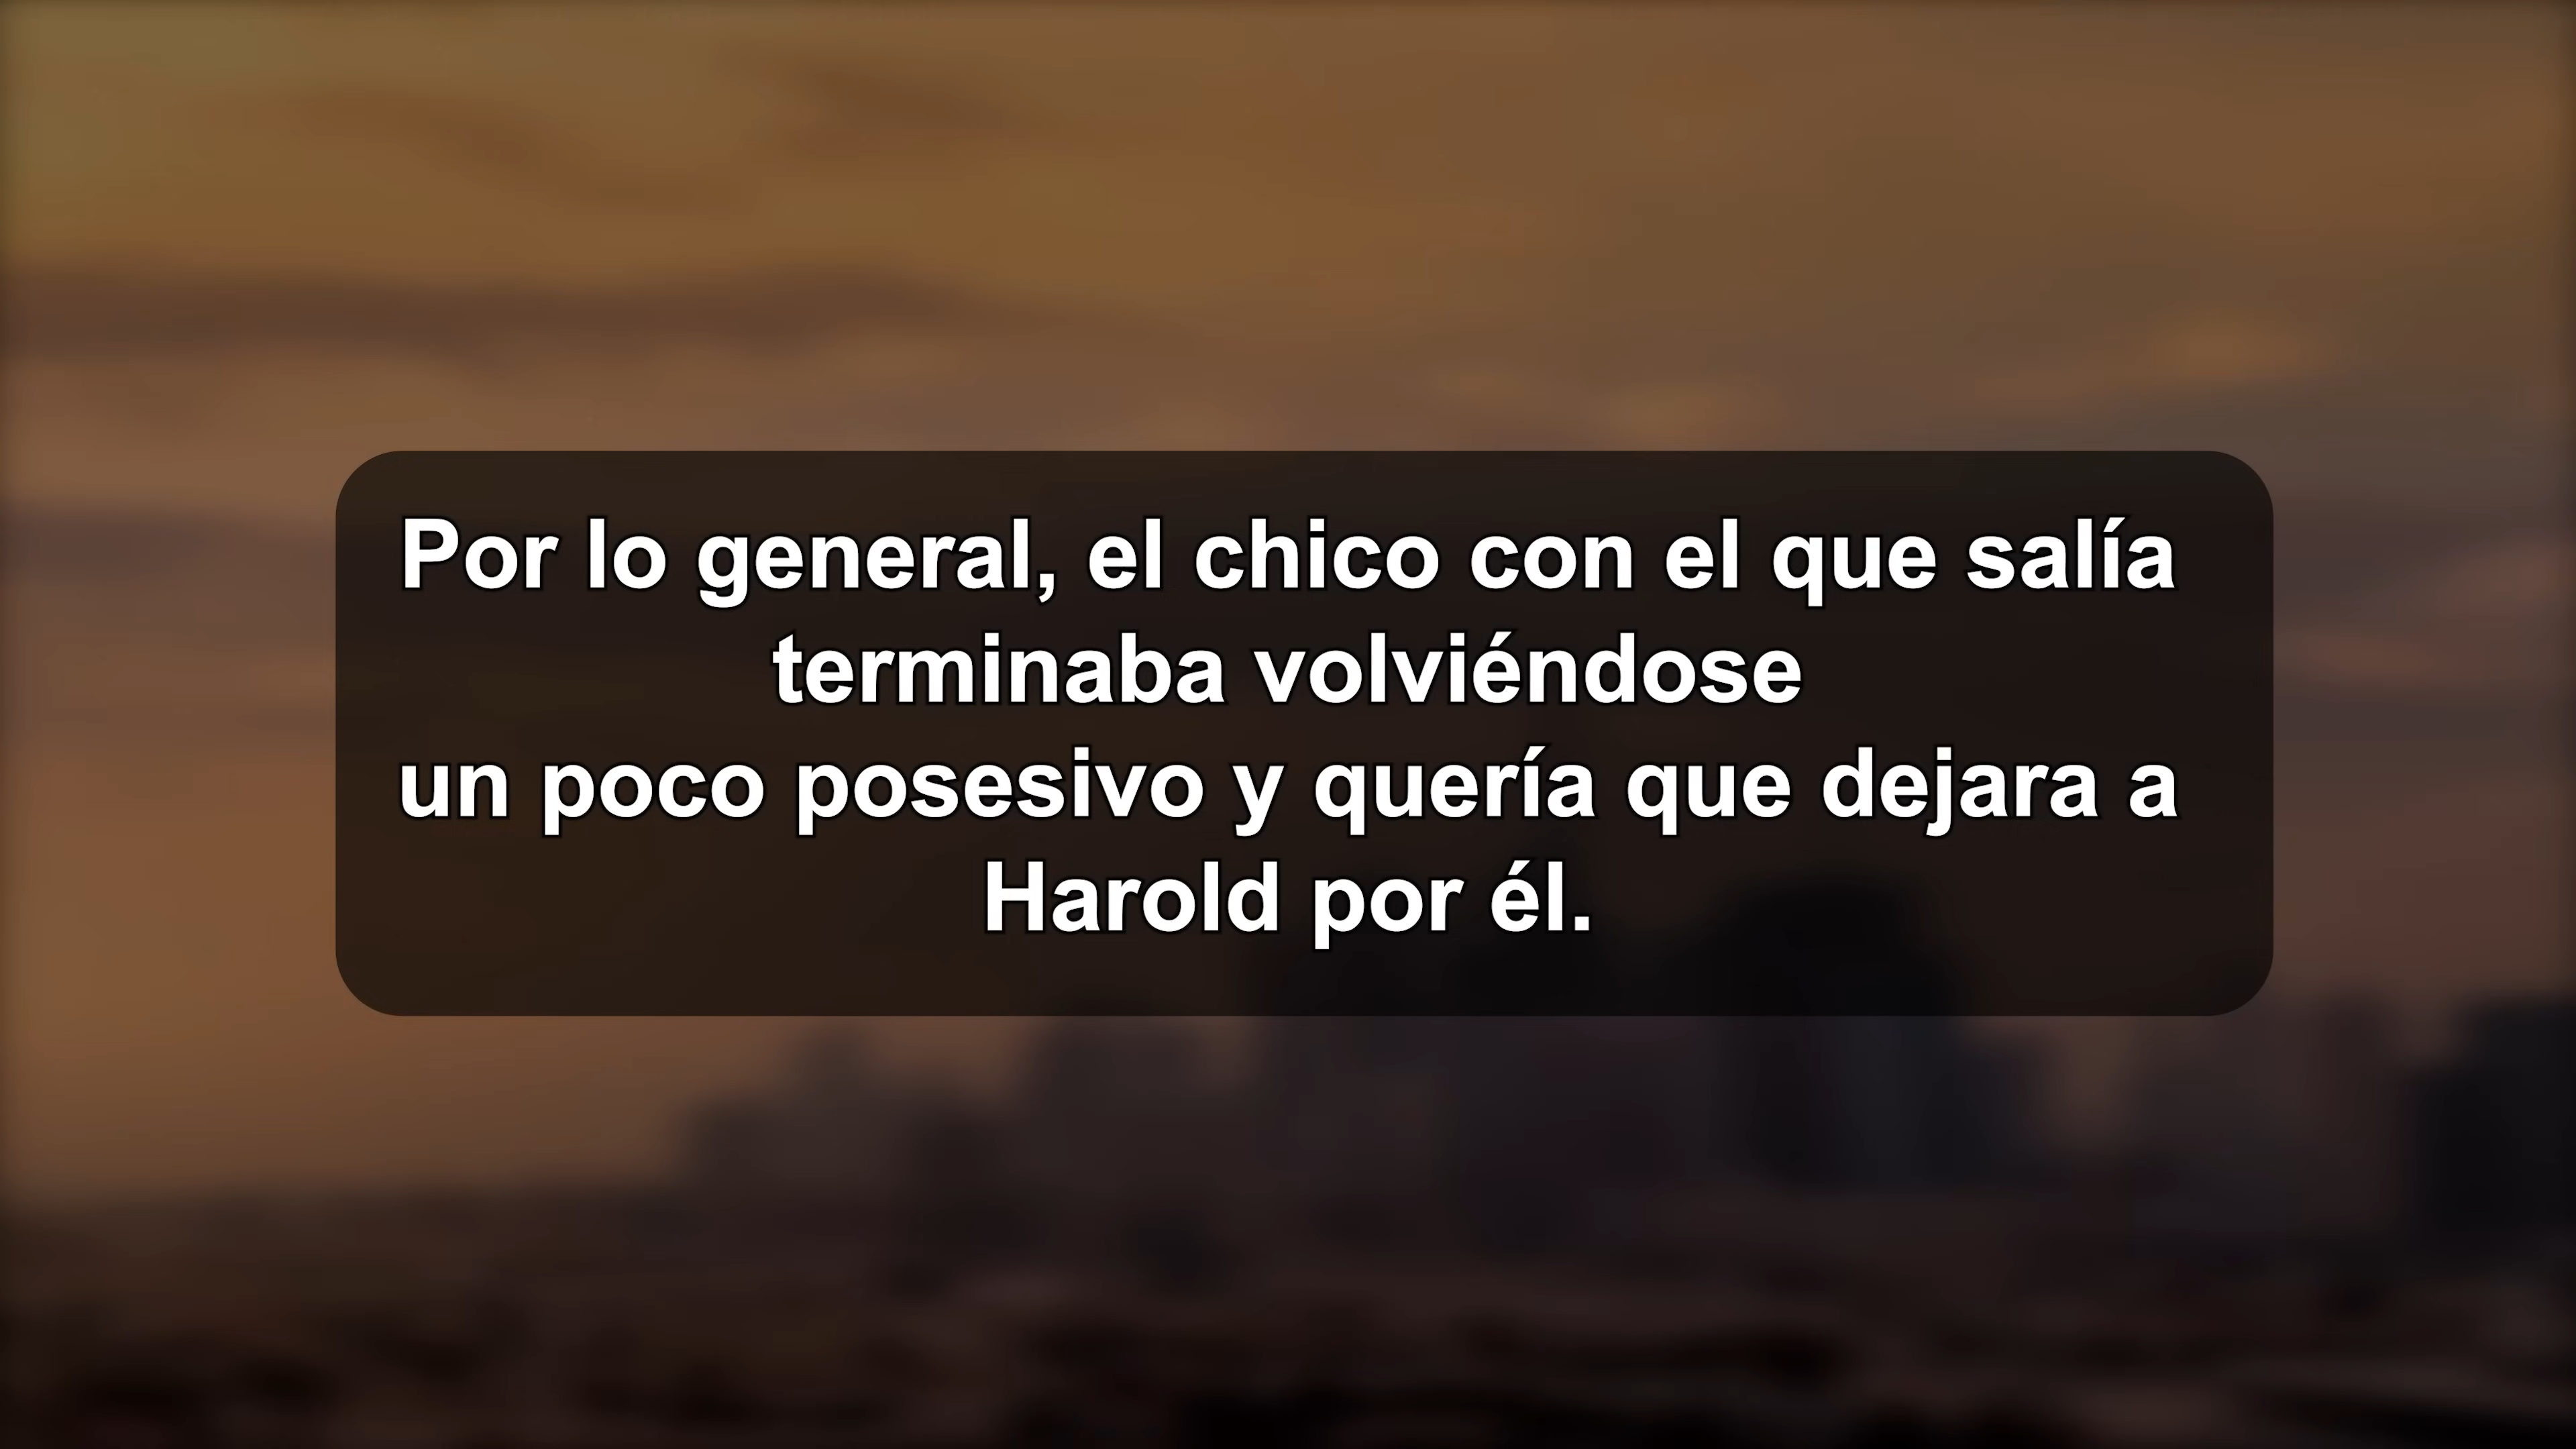 Por lo general, el chico con el que salía
terminaba volviéndose
un poco posesivo y quería que dejara a
Harold por él.